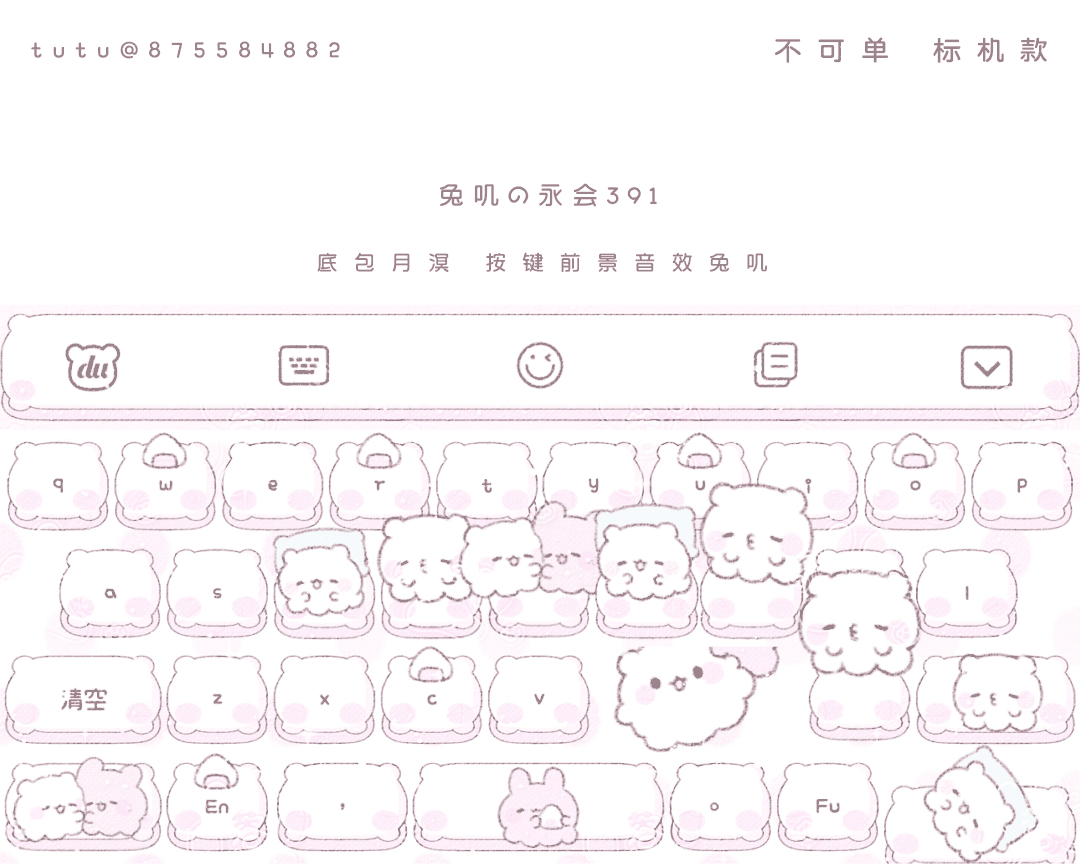 tutu@875584882
不可单 标机款
兔叽の永会391
底包月溟 按键前景音效兔叽
du
q w e r t y u i o p
a s l
清空 z x c v
En , 。 Fu